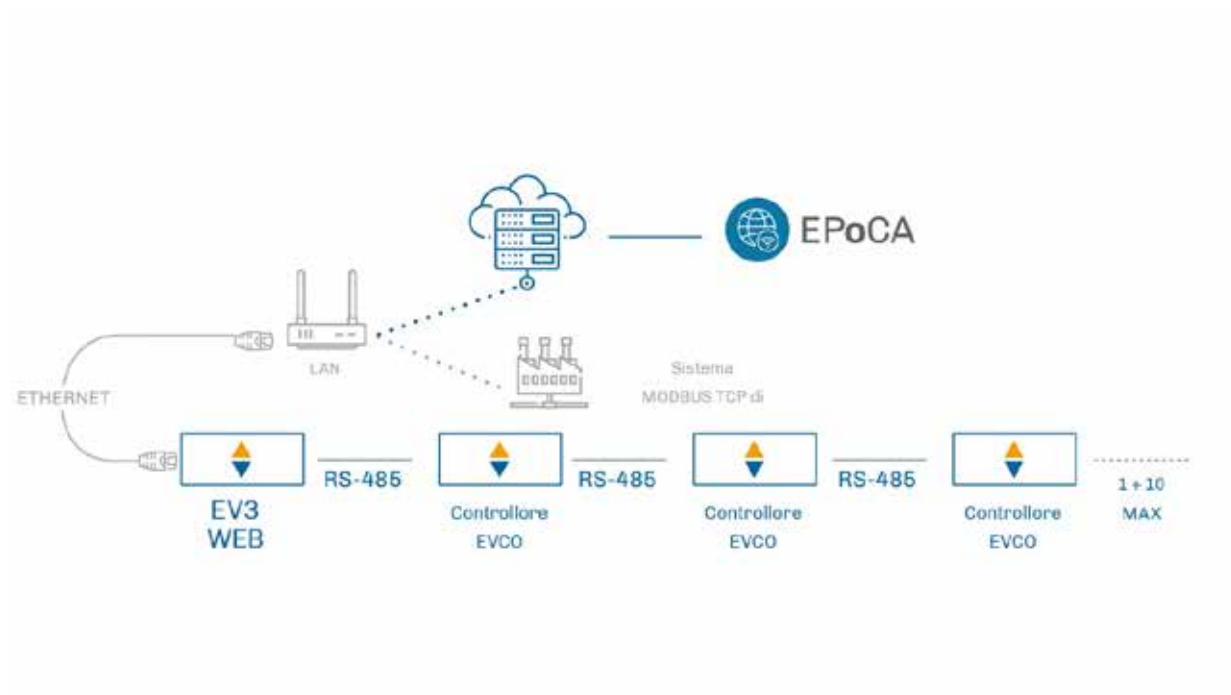 EPoCA
LAN
Sistema
MODBUS TCP di
ETHERNET
RS-485
RS-485
RS-485
EV3
WEB
Controllore
EVCO
Controllore
EVCO
Controllore
EVCO
1 + 10
MAX